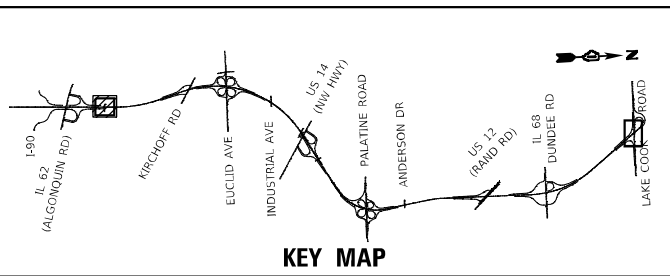 I-90
IL 62
(ALGONQUIN RD)
KIRCHOFF RD
EUCLID AVE
INDUSTRIAL AVE
US 14
(NW HWY)
PALATINE ROAD
ANDERSON DR
US 12
(RAND RD)
IL 68
DUNDEE RD
LAKE COOK ROAD
N
KEY MAP